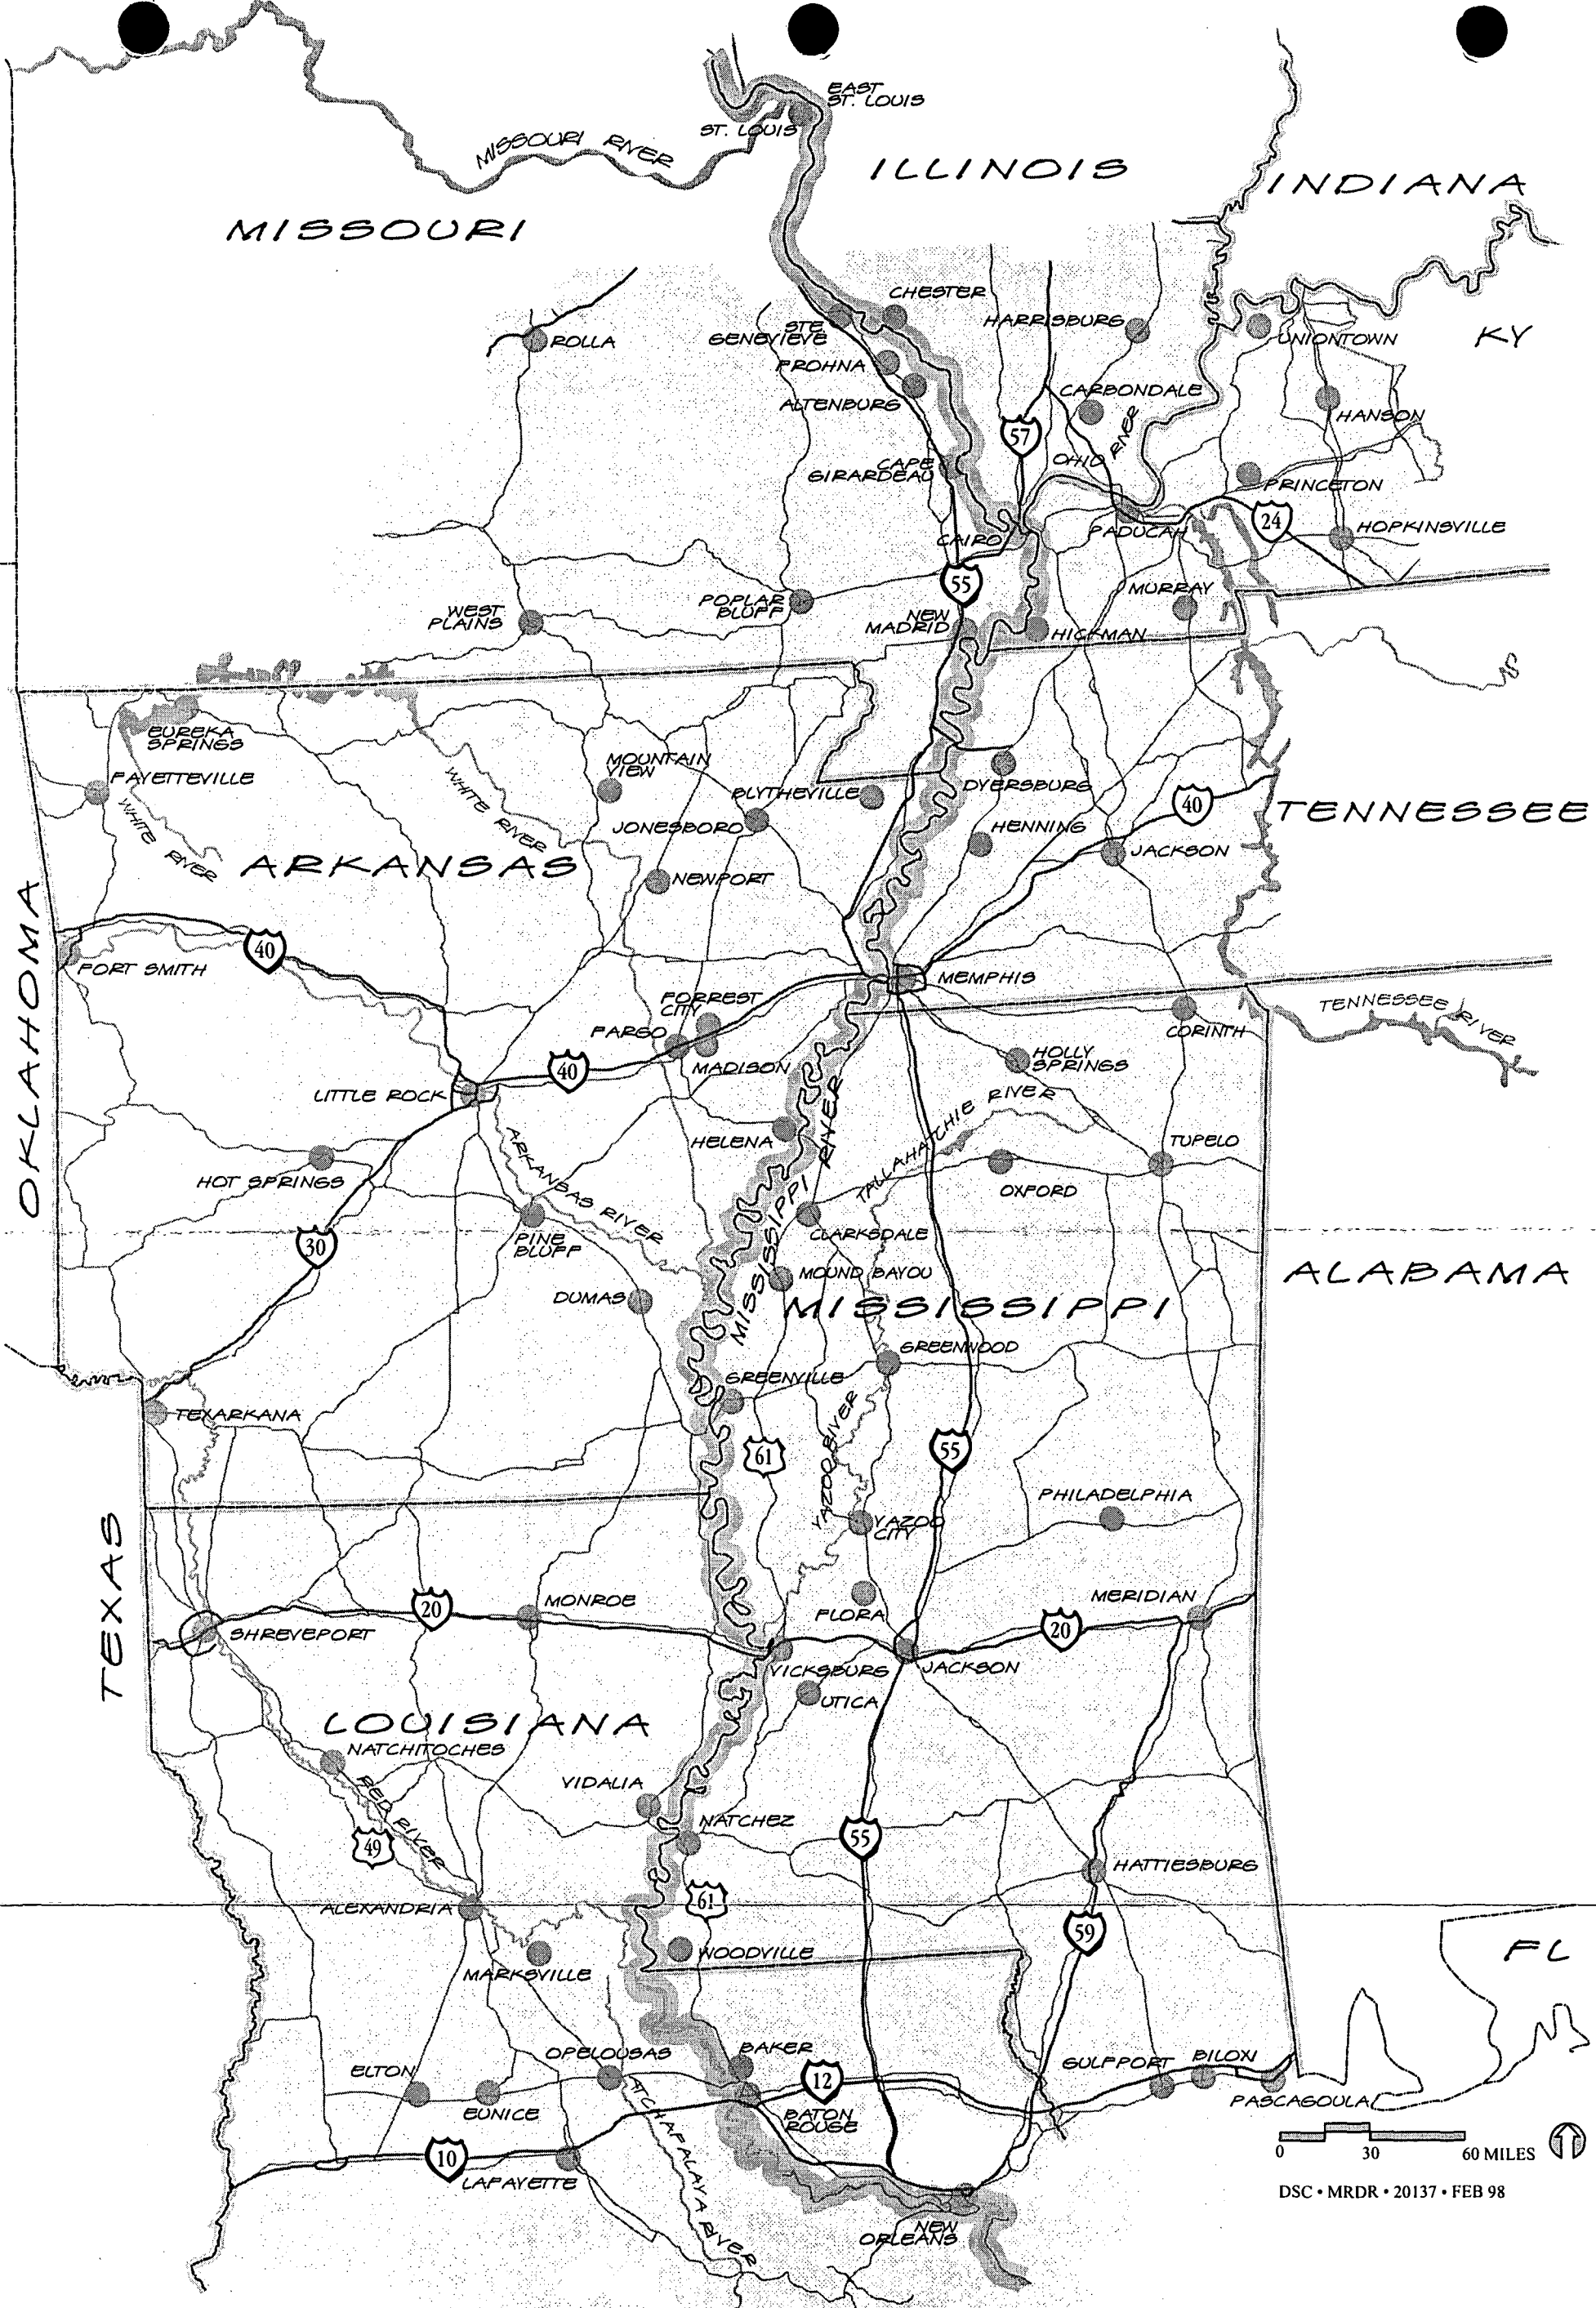 EAST
ST. LOUIS
ST. LOUIS
MISSOURI RIVER
ILLINOIS
INDIANA
MISSOURI
CHESTER
HARRISBURG
STE
GENEVIEVE
UNIONTOWN
KY
ROLLA
FROHNA
CARBONDALE
ALTENBURG
HANSON
57
OHIO RIVER
CAPE
GIRARDEAU
PRINCETON
24
HOPKINSVILLE
CAIRO
PADUCAH
55
MURRAY
POPLAR
BLUFF
WEST
PLAINS
NEW
MADRID
HICKMAN
EUREKA
SPRINGS
MOUNTAIN
VIEW
FAYETTEVILLE
WHITE RIVER
WHITE RIVER
BLYTHEVILLE
DYERSBURG
40
TENNESSEE
JONESBORO
HENNING
JACKSON
ARKANSAS
NEWPORT
OKLAHOMA
40
FORT SMITH
MEMPHIS
FORREST
CITY
TENNESSEE RIVER
CORINTH
FARGO
HOLLY
SPRINGS
MADISON
40
LITTLE ROCK
MISSISSIPPI RIVER
TALLAHATCHIE RIVER
HELENA
TUPELO
ARKANSAS RIVER
HOT SPRINGS
OXFORD
CLARKSDALE
PINE
BLUFF
30
MOUND BAYOU
ALABAMA
DUMAS
MISSISSIPPI
GREENWOOD
GREENVILLE
TEXARKANA
YAZOO RIVER
61
55
PHILADELPHIA
YAZOO
CITY
TEXAS
MONROE
MERIDIAN
20
FLORA
20
SHREVEPORT
VICKSBURG
JACKSON
UTICA
LOUISIANA
NATCHITOCHES
VIDALIA
RED RIVER
NATCHEZ
49
55
HATTIESBURG
ALEXANDRIA
61
59
WOODVILLE
FL
MARKSVILLE
OPELOUSAS
BAKER
GULFPORT
BILOXI
ELTON
12
PASCAGOULA
EUNICE
BATON
ROUGE
ATCHAFALAYA RIVER
10
LAFAYETTE
0 30 60 MILES
DSC • MRDR • 20137 • FEB 98
NEW
ORLEANS